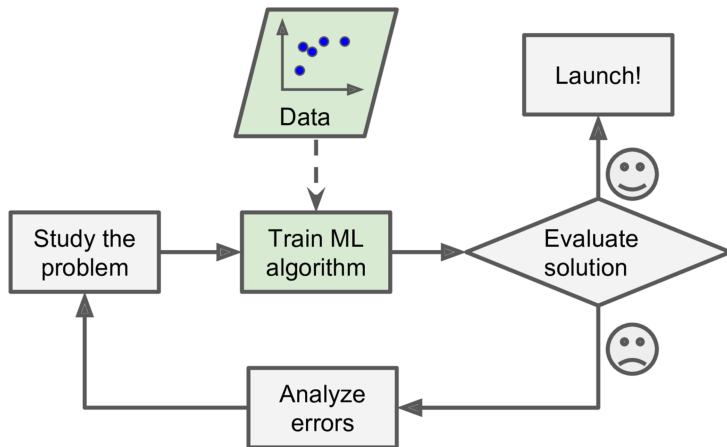 Data
Launch!
Study the
problem
Train ML
algorithm
Evaluate
solution
Analyze
errors